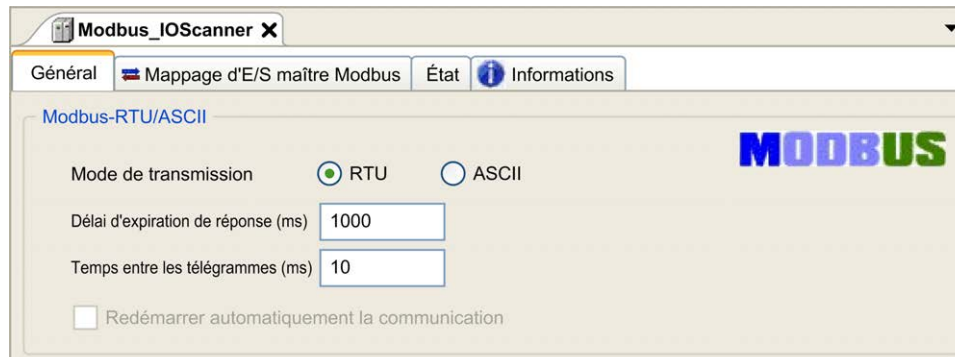 Modbus_IOScanner
Général Mappage d'E/S maître Modbus État Informations
Modbus-RTU/ASCII
MODBUS
Mode de transmission RTU ASCII
Délai d'expiration de réponse (ms) 1000
Temps entre les télégrammes (ms) 10
Redémarrer automatiquement la communication